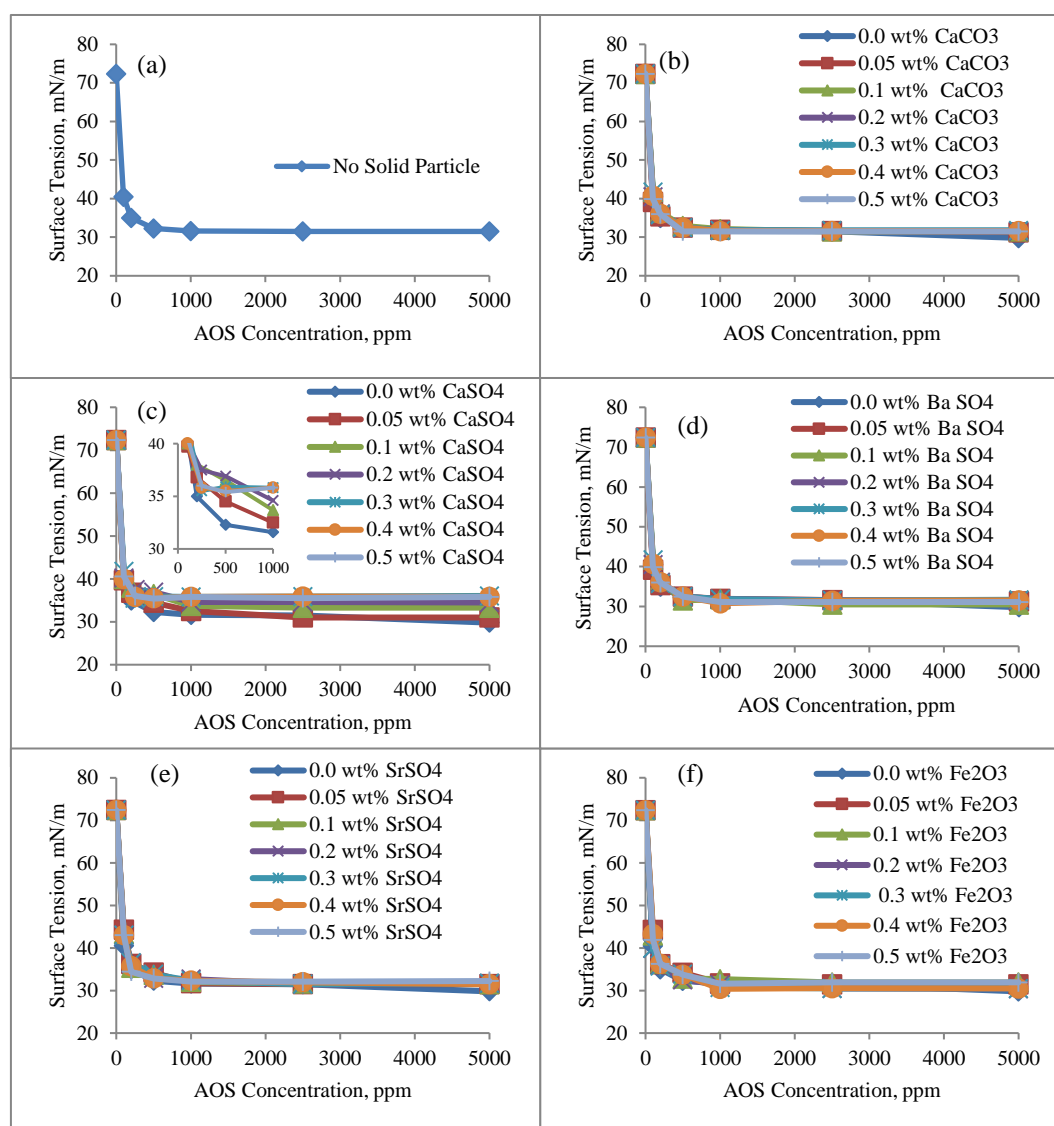 (a)
80
70
60
50
40
30
20
0 1000 2000 3000 4000 5000
Surface Tension, mN/m
AOS Concentration, ppm
No Solid Particle
(b)
80
70
60
50
40
30
20
0 1000 2000 3000 4000 5000
Surface Tension, mN/m
AOS Concentration, ppm
0.0 wt% CaCO3
0.05 wt% CaCO3
0.1 wt% CaCO3
0.2 wt% CaCO3
0.3 wt% CaCO3
0.4 wt% CaCO3
0.5 wt% CaCO3
(c)
80
70
60
50
40
30
20
0 1000 2000 3000 4000 5000
Surface Tension, mN/m
AOS Concentration, ppm
0.0 wt% CaSO4
0.05 wt% CaSO4
0.1 wt% CaSO4
0.2 wt% CaSO4
0.3 wt% CaSO4
0.4 wt% CaSO4
0.5 wt% CaSO4
40
35
30
0 500 1000
(d)
80
70
60
50
40
30
20
0 1000 2000 3000 4000 5000
Surface Tension, mN/m
AOS Concentration, ppm
0.0 wt% Ba SO4
0.05 wt% Ba SO4
0.1 wt% Ba SO4
0.2 wt% Ba SO4
0.3 wt% Ba SO4
0.4 wt% Ba SO4
0.5 wt% Ba SO4
(e)
80
70
60
50
40
30
20
0 1000 2000 3000 4000 5000
Surface Tension, mN/m
AOS Concentration, ppm
0.0 wt% SrSO4
0.05 wt% SrSO4
0.1 wt% SrSO4
0.2 wt% SrSO4
0.3 wt% SrSO4
0.4 wt% SrSO4
0.5 wt% SrSO4
(f)
80
70
60
50
40
30
20
0 1000 2000 3000 4000 5000
Surface Tension, mN/m
AOS Concentration, ppm
0.0 wt% Fe2O3
0.05 wt% Fe2O3
0.1 wt% Fe2O3
0.2 wt% Fe2O3
0.3 wt% Fe2O3
0.4 wt% Fe2O3
0.5 wt% Fe2O3